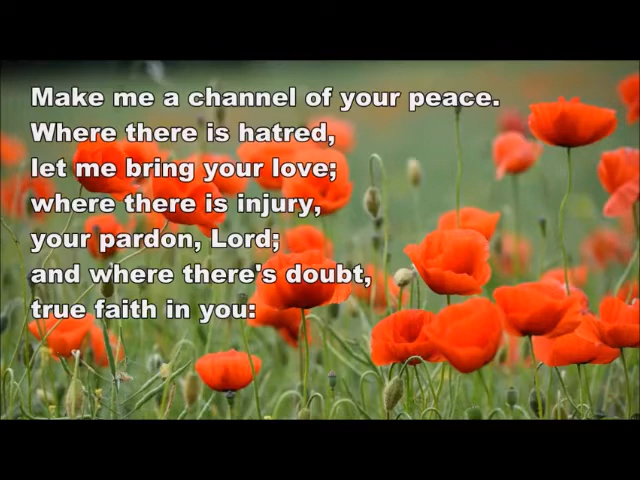 Make me a channel of your peace.
Where there is hatred,
let me bring your love;
where there is injury,
your pardon, Lord;
and where there's doubt,
true faith in you: